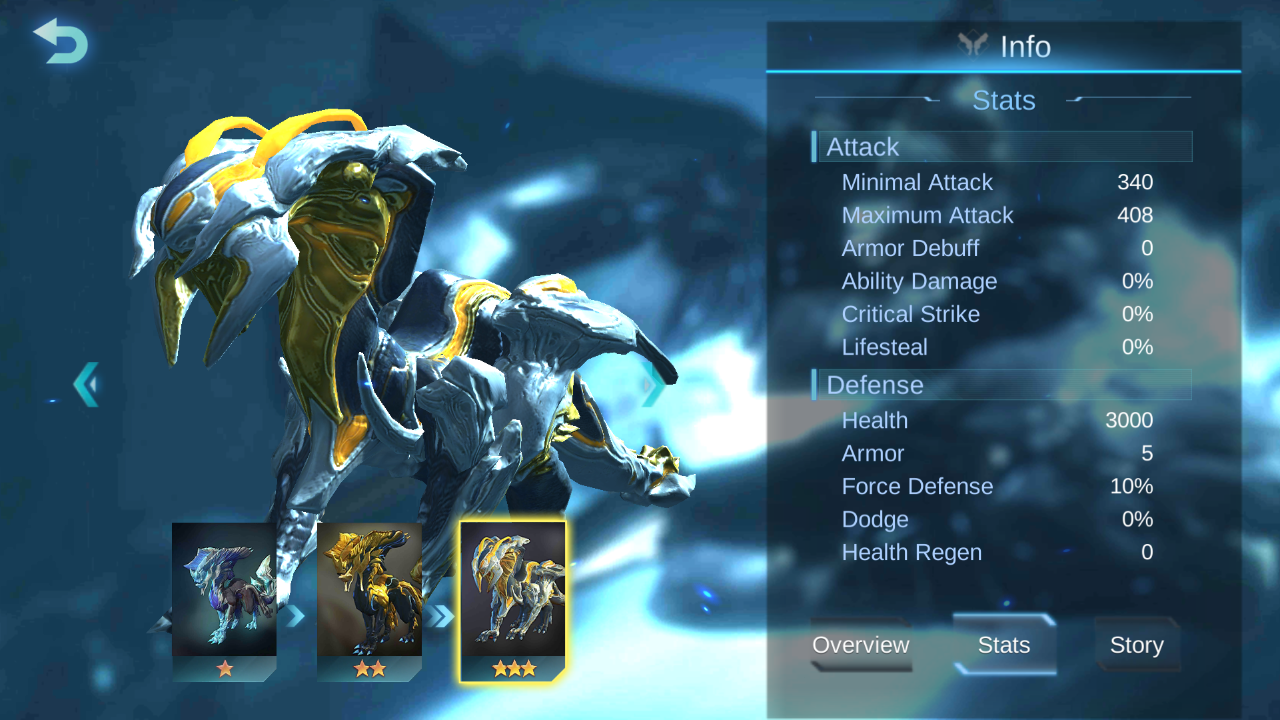 Info
Stats
Attack
Minimal Attack 340
Maximum Attack 408
Armor Debuff 0
Ability Damage 0%
Critical Strike 0%
Lifesteal 0%
Defense
Health 3000
Armor 5
Force Defense 10%
Dodge 0%
Health Regen 0
Overview Stats Story